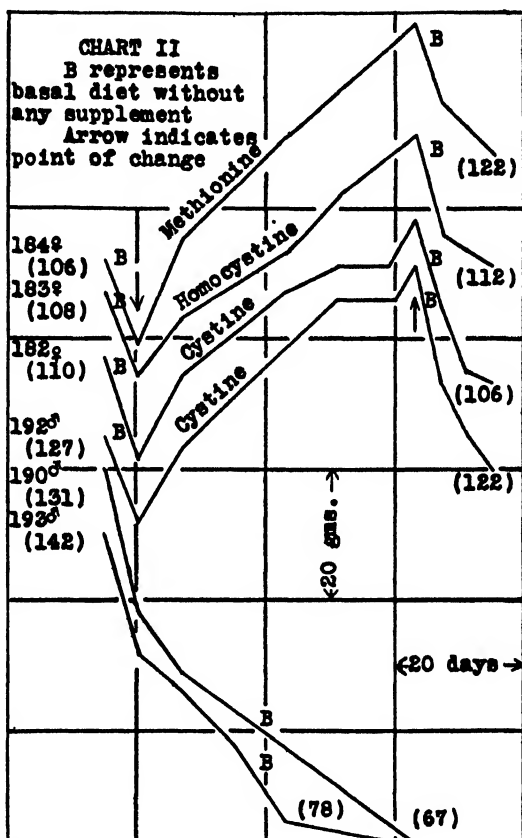 CHART II
B represents
basal diet without
any supplement
Arrow indicates
point of change
B
(122)
Methionine
184♀
(106)
B
B
Homocystine
(112)
183♀
(108)
B
B
Cystine
182♀
(110)
B
B
(106)
Cystine
192♂
(127)
B
190♂
(131)
(122)
193♂
(142)
20 gms.
20 days
B
B
(78)
(67)